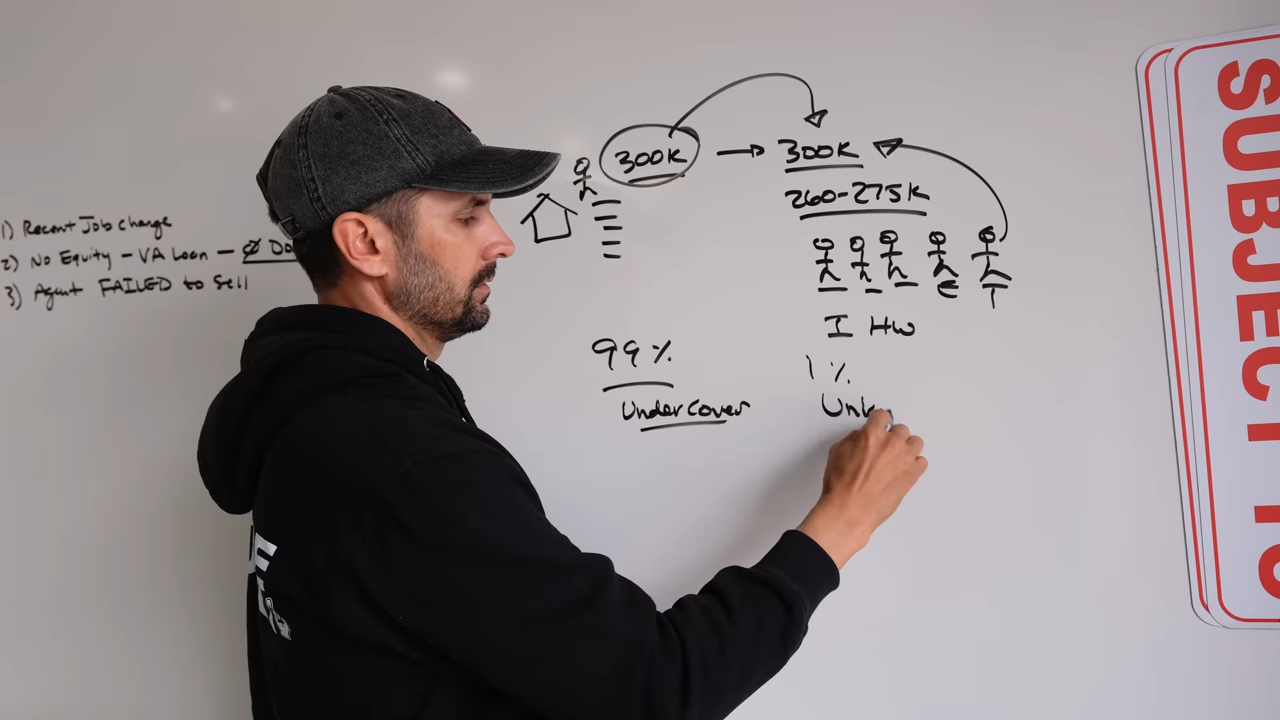 1) Recent Job change
2) No Equity - VA Loan - Ø Do
3) Agent FAILED to Sell
300K → 300K
260-275K
E T
I HW
99%
1%
Undercover
SUBJECT TO